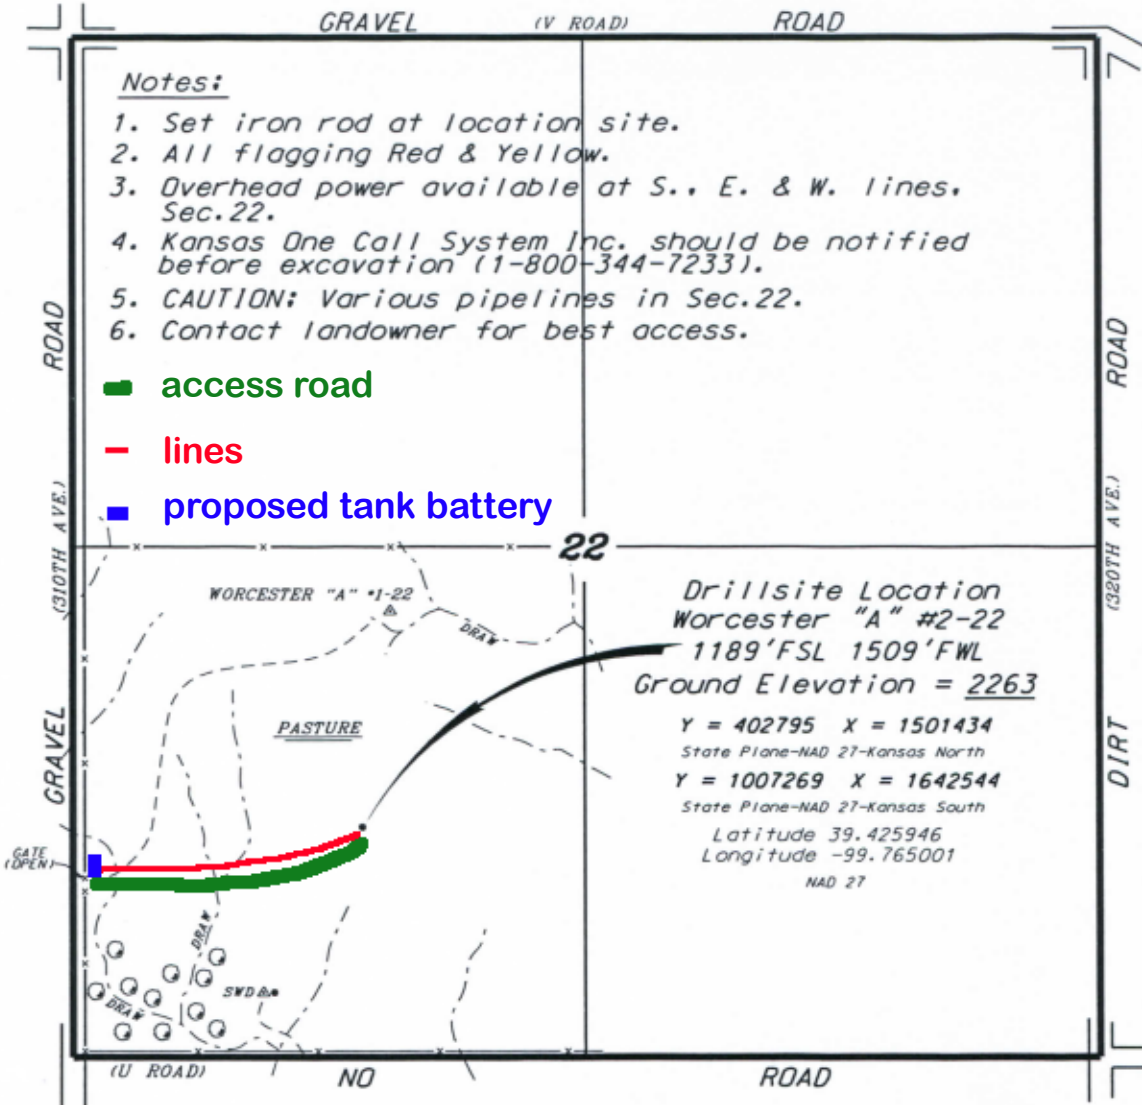 GRAVEL (V ROAD) ROAD
Notes:
1. Set iron rod at location site.
2. All flagging Red & Yellow.
3. Overhead power available at S., E. & W. lines,
Sec.22.
4. Kansas One Call System Inc. should be notified
before excavation (1-800-344-7233).
5. CAUTION: Various pipelines in Sec.22.
6. Contact landowner for best access.
ROAD
ROAD
access road
lines
proposed tank battery
(310TH AVE.)
(320TH AVE.)
22
WORCESTER "A" #1-22
DRAW
Drillsite Location
Worcester "A" #2-22
1189'FSL 1509'FWL
Ground Elevation = 2263
Y = 402795 X = 1501434
State Plane-NAD 27-Kansas North
Y = 1007269 X = 1642544
State Plane-NAD 27-Kansas South
Latitude 39.425946
Longitude -99.765001
NAD 27
PASTURE
GRAVEL
DIRT
GATE
(OPEN)
DRAW
SWD
DRAW
(U ROAD) NO ROAD